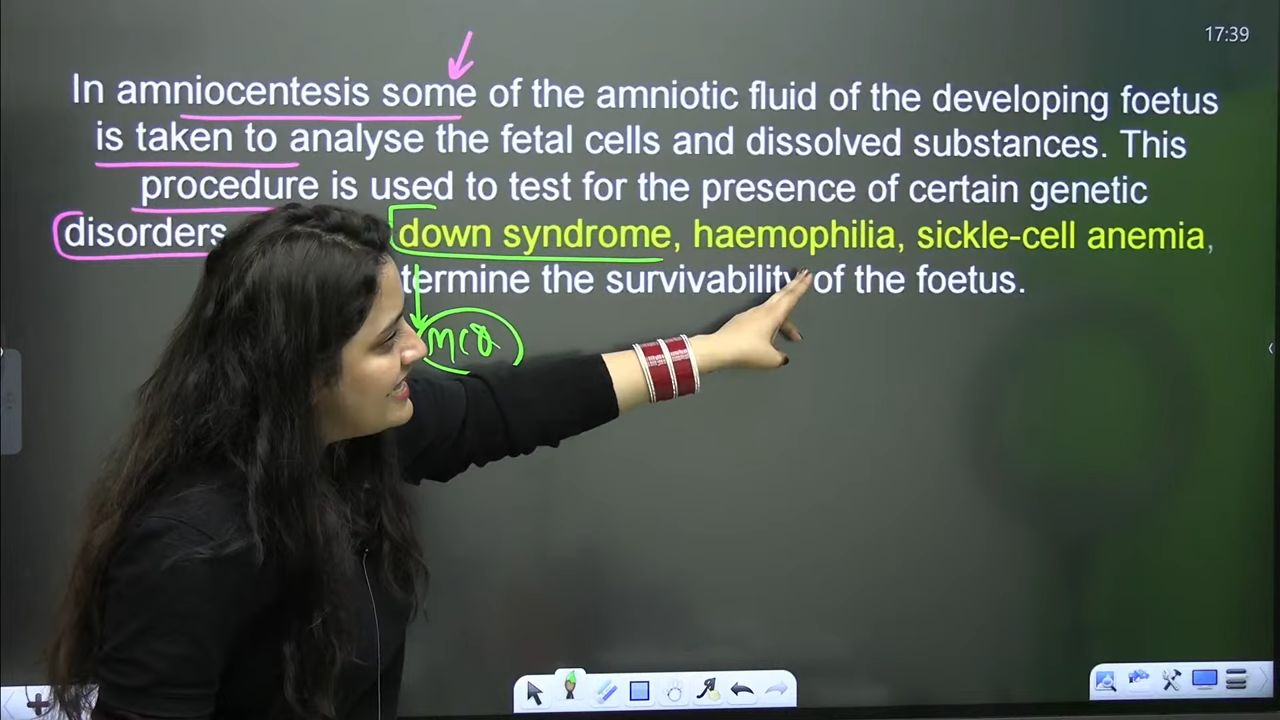 17:39
In amniocentesis some of the amniotic fluid of the developing foetus
is taken to analyse the fetal cells and dissolved substances. This
procedure is used to test for the presence of certain genetic
disorders down syndrome, haemophilia, sickle-cell anemia,
termine the survivability of the foetus.
MCQ